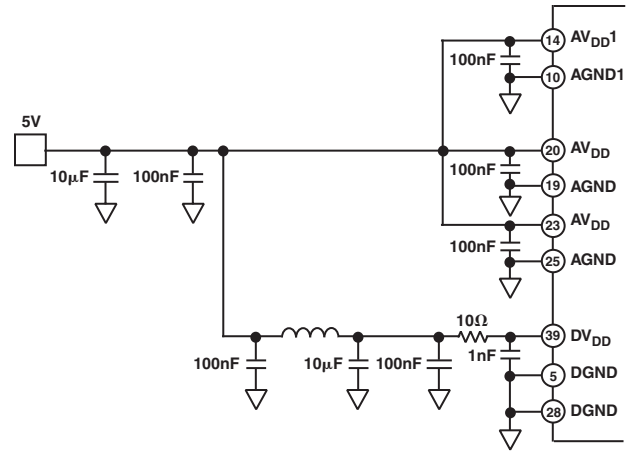 14 AVDD1
100nF
10 AGND1
5V
20 AVDD
10µF 100nF 100nF
19 AGND
23 AVDD
100nF
25 AGND
10Ω
39 DVDD
100nF 10µF 100nF 1nF
5 DGND
28 DGND